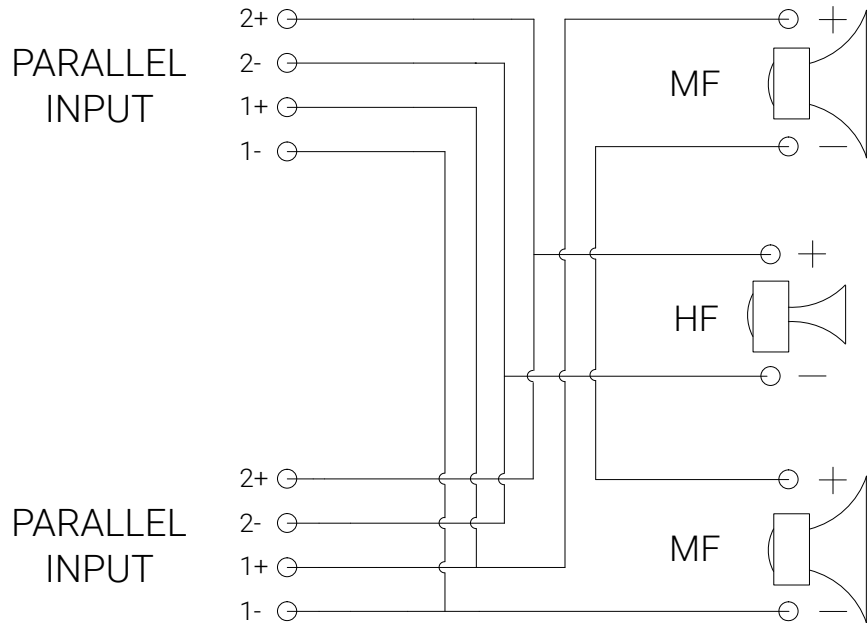 PARALLEL
INPUT
2+
2-
1+
1-
+
MF
—
+
HF
—
PARALLEL
INPUT
2+
2-
1+
1-
+
MF
—